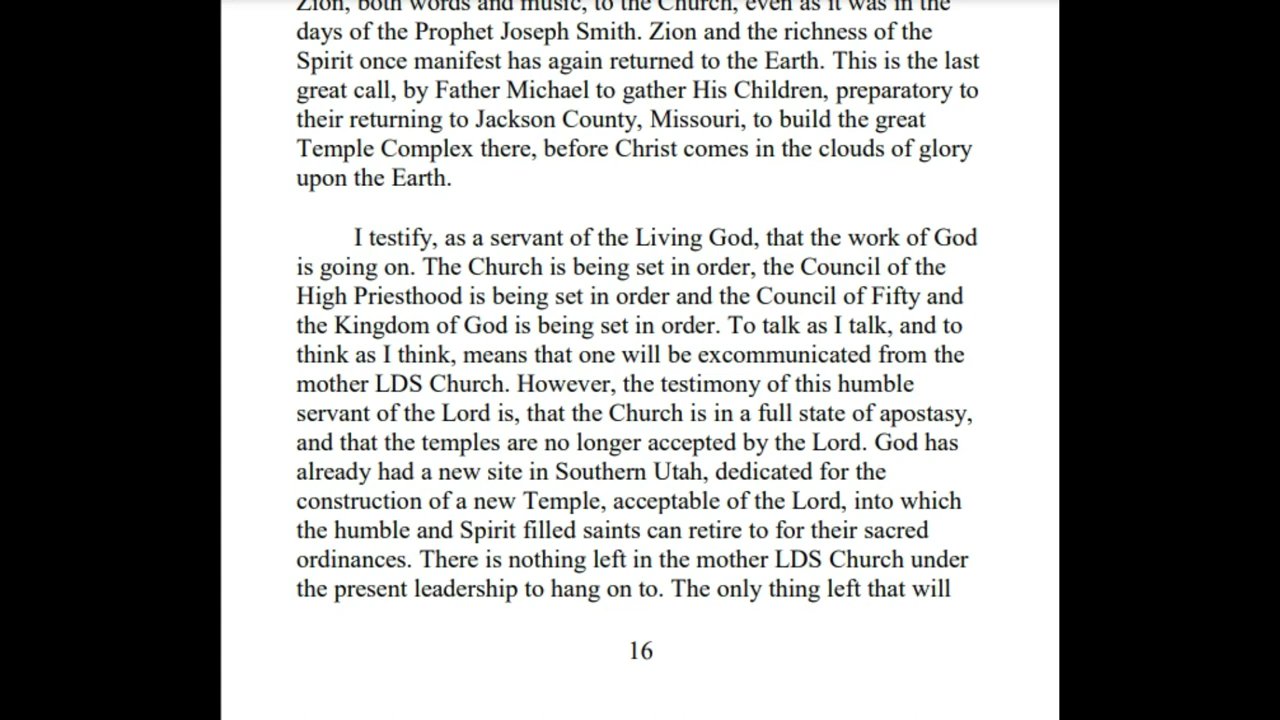 Zion, both words and music, to the Church, even as it was in the
days of the Prophet Joseph Smith. Zion and the richness of the
Spirit once manifest has again returned to the Earth. This is the last
great call, by Father Michael to gather His Children, preparatory to
their returning to Jackson County, Missouri, to build the great
Temple Complex there, before Christ comes in the clouds of glory
upon the Earth.
I testify, as a servant of the Living God, that the work of God
is going on. The Church is being set in order, the Council of the
High Priesthood is being set in order and the Council of Fifty and
the Kingdom of God is being set in order. To talk as I talk, and to
think as I think, means that one will be excommunicated from the
mother LDS Church. However, the testimony of this humble
servant of the Lord is, that the Church is in a full state of apostasy,
and that the temples are no longer accepted by the Lord. God has
already had a new site in Southern Utah, dedicated for the
construction of a new Temple, acceptable of the Lord, into which
the humble and Spirit filled saints can retire to for their sacred
ordinances. There is nothing left in the mother LDS Church under
the present leadership to hang on to. The only thing left that will
16